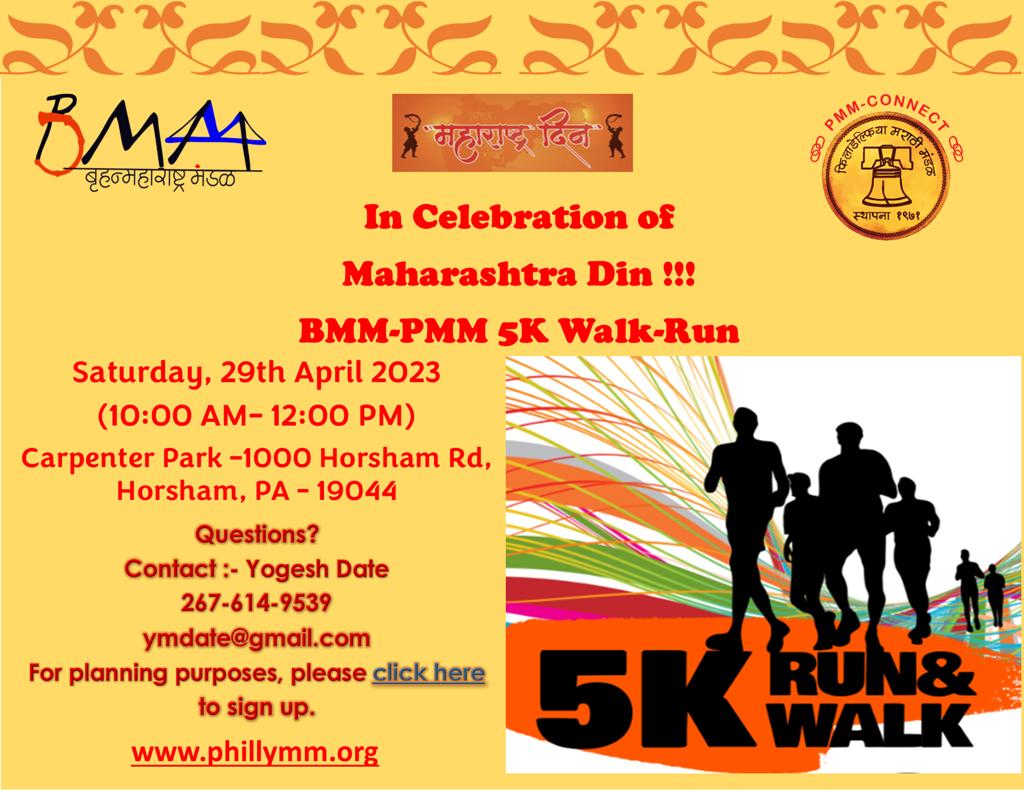 BMM
बृहन्महाराष्ट्र मंडळ
"महाराष्ट्र दिन"
PMM-CONNECT
फिलाडेल्फिया मराठी मंडळ
स्थापना १९७१
In Celebration of
Maharashtra Din !!!
BMM-PMM 5K Walk-Run
Saturday, 29th April 2023
(10:00 AM– 12:00 PM)
Carpenter Park –1000 Horsham Rd,
Horsham, PA - 19044
Questions?
Contact :- Yogesh Date
267-614-9539
ymdate@gmail.com
For planning purposes, please click here
to sign up.
www.phillymm.org
5K RUN&
WALK